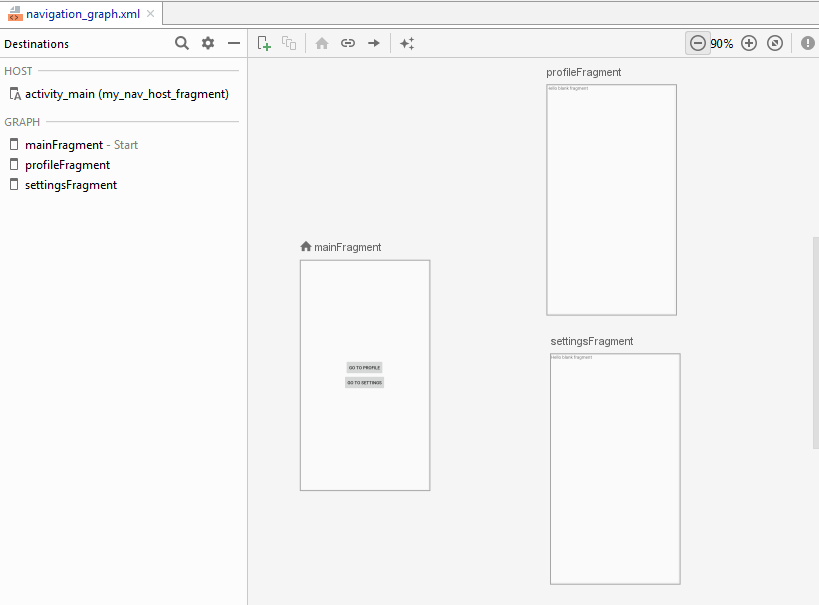 navigation_graph.xml
Destinations
90%
HOST
activity_main (my_nav_host_fragment)
GRAPH
mainFragment - Start
profileFragment
settingsFragment
profileFragment
Hello blank fragment
mainFragment
GO TO PROFILE
GO TO SETTINGS
settingsFragment
Hello blank fragment